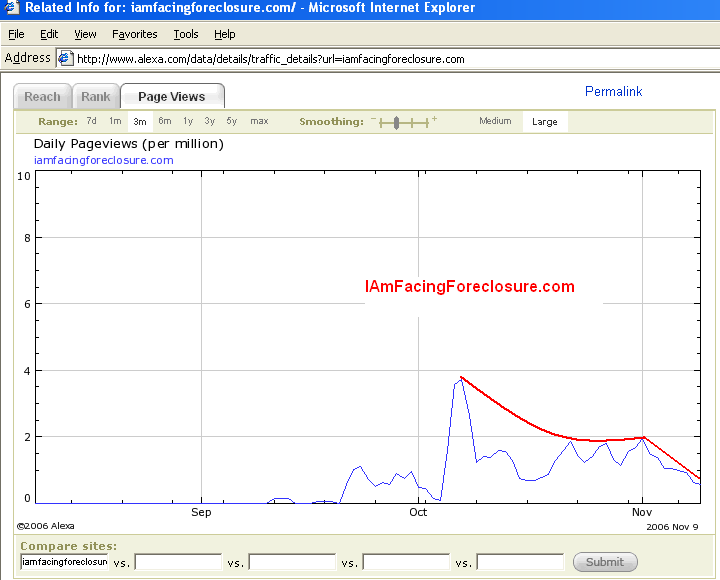 Related Info for: iamfacingforeclosure.com/ - Microsoft Internet Explorer
File Edit View Favorites Tools Help
Address http://www.alexa.com/data/details/traffic_details?url=iamfacingforeclosure.com
Reach Rank Page Views Permalink
Range: 7d 1m 3m 6m 1y 3y 5y max Smoothing: - + Medium Large
Daily Pageviews (per million)
iamfacingforeclosure.com
10
8
IAmFacingForeclosure.com
6
4
2
0
Sep Oct Nov
©2006 Alexa 2006 Nov 9
Compare sites:
iamfacingforeclosur vs. vs. vs. vs. Submit